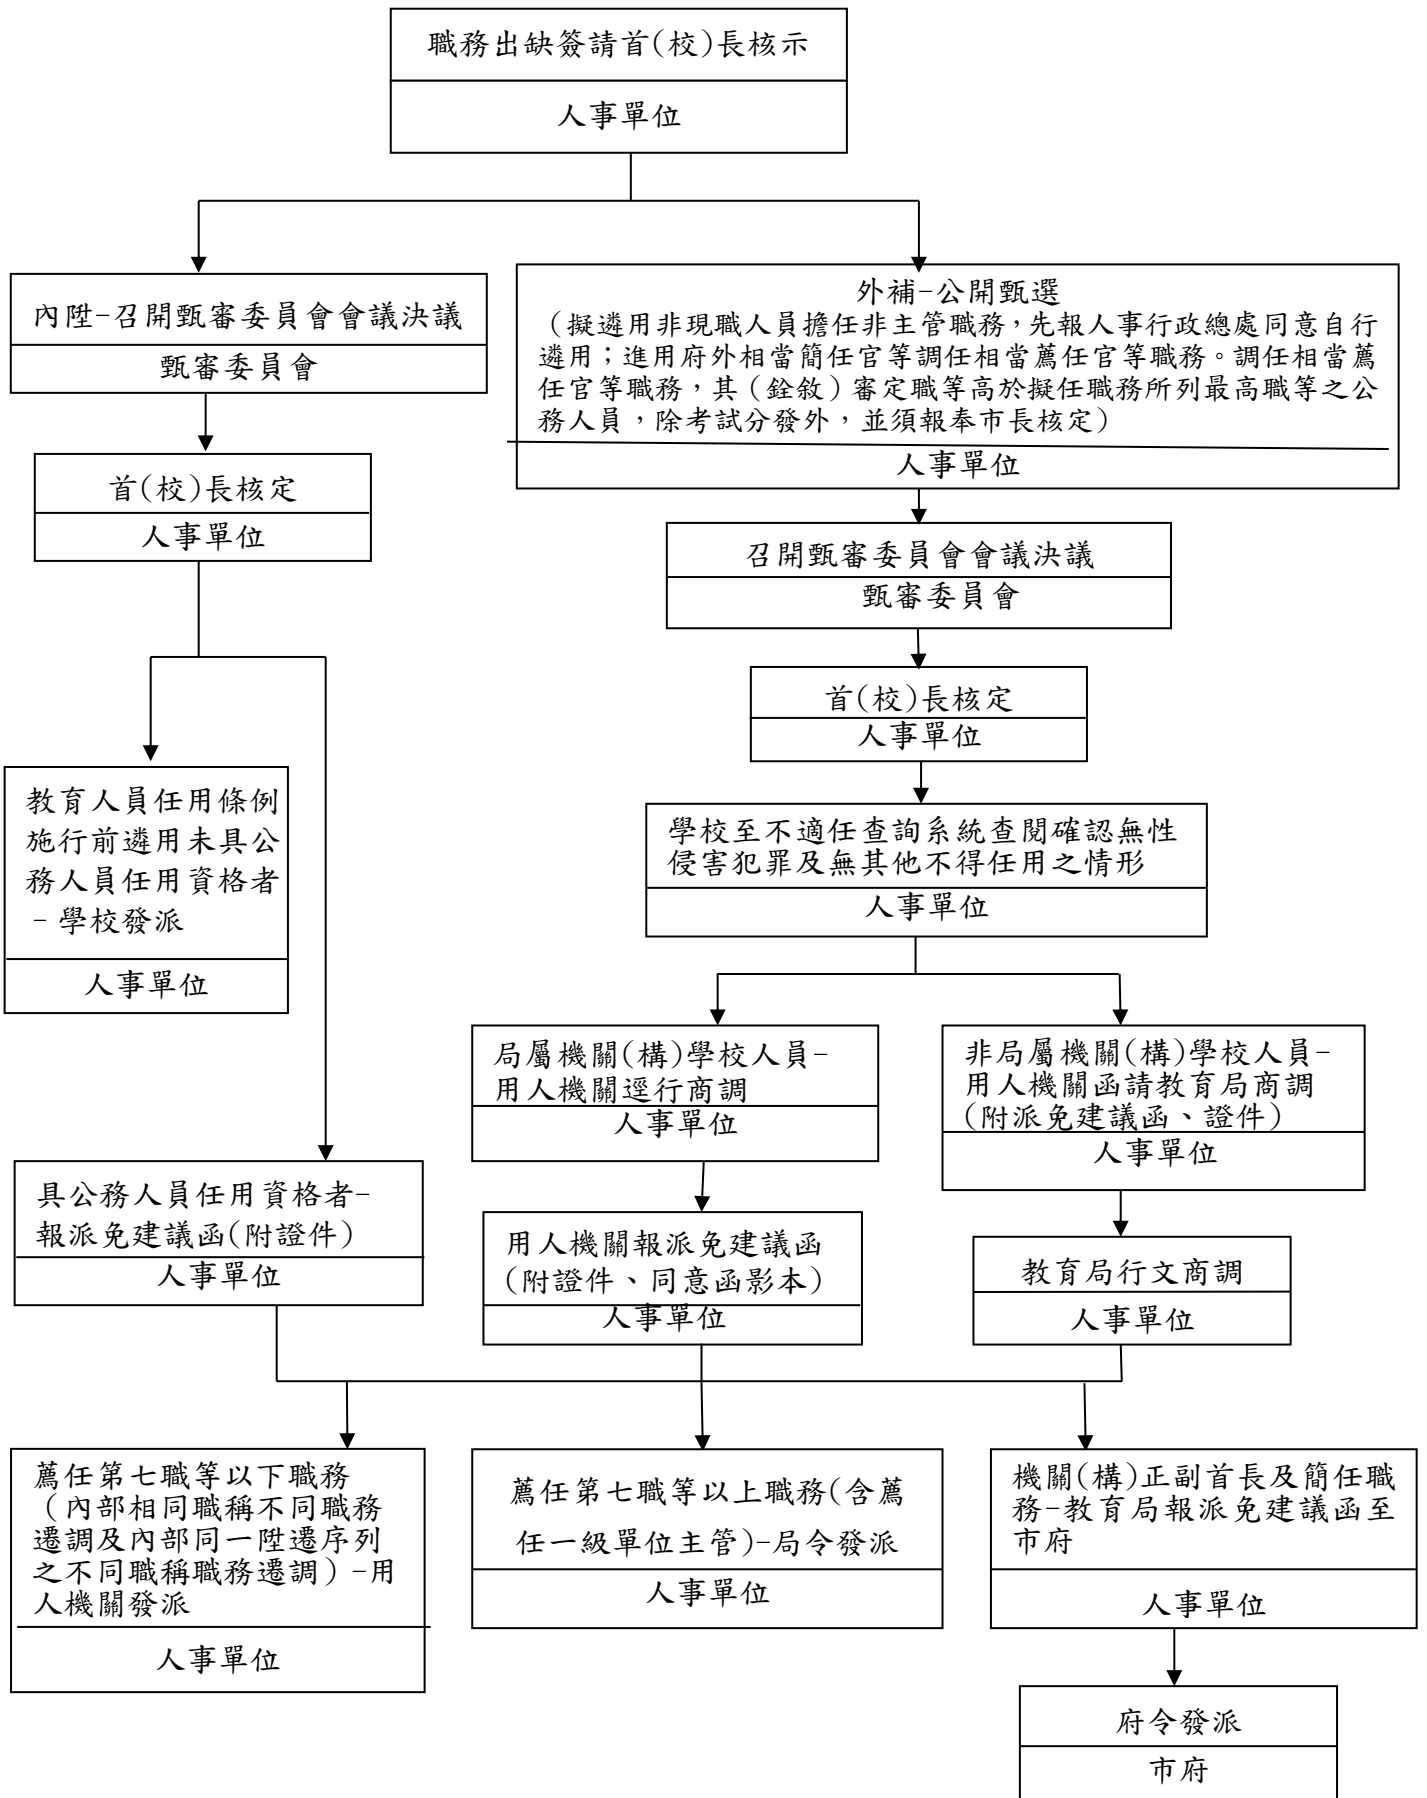 職務出缺簽請首(校)長核示
人事單位
內陞-召開甄審委員會會議決議
甄審委員會
外補-公開甄選
（擬遴用非現職人員擔任非主管職務，先報人事行政總處同意自行
遴用；進用府外相當簡任官等調任相當薦任官等職務。調任相當薦
任官等職務，其（銓敘）審定職等高於擬任職務所列最高職等之公
務人員，除考試分發外，並須報奉市長核定）
人事單位
首(校)長核定
人事單位
召開甄審委員會會議決議
甄審委員會
首(校)長核定
人事單位
教育人員任用條例
施行前遴用未具公
務人員任用資格者
-學校發派
人事單位
學校至不適任查詢系統查閱確認無性
侵害犯罪及無其他不得任用之情形
人事單位
局屬機關(構)學校人員-
用人機關逕行商調
人事單位
非局屬機關(構)學校人員-
用人機關函請教育局商調
(附派免建議函、證件)
人事單位
具公務人員任用資格者-
報派免建議函(附證件)
人事單位
用人機關報派免建議函
(附證件、同意函影本)
人事單位
教育局行文商調
人事單位
薦任第七職等以下職務
（內部相同職稱不同職務
遷調及內部同一陞遷序列
之不同職稱職務遷調）-用
人機關發派
人事單位
薦任第七職等以上職務(含薦
任一級單位主管)-局令發派
人事單位
機關(構)正副首長及簡任職
務-教育局報派免建議函至
市府
人事單位
府令發派
市府